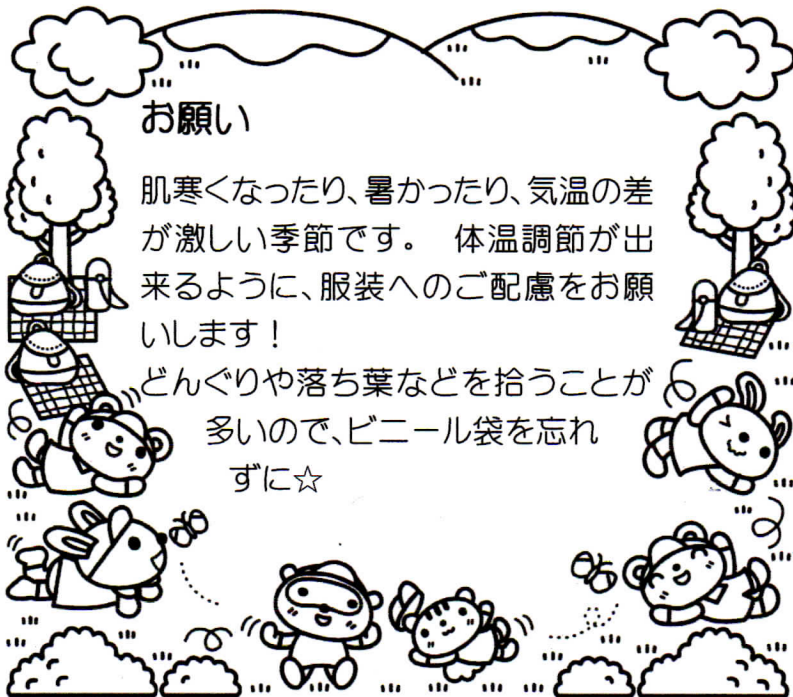 お願い
肌寒くなったり、暑かったり、気温の差
が激しい季節です。　体温調節が出
来るように、服装へのご配慮をお願
いします！
どんぐりや落ち葉などを拾うことが
多いので、ビニール袋を忘れ
ずに☆